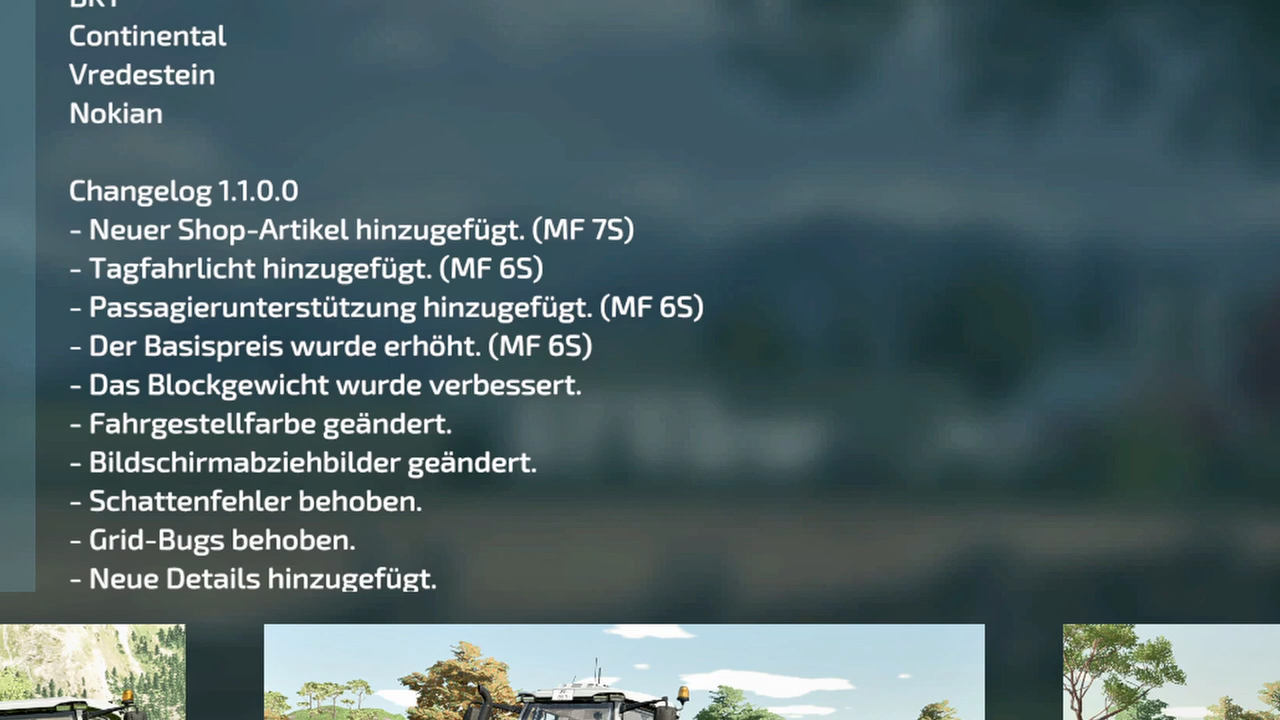 BKT
Continental
Vredestein
Nokian
Changelog 1.1.0.0
- Neuer Shop-Artikel hinzugefügt. (MF 7S)
- Tagfahrlicht hinzugefügt. (MF 6S)
- Passagierunterstützung hinzugefügt. (MF 6S)
- Der Basispreis wurde erhöht. (MF 6S)
- Das Blockgewicht wurde verbessert.
- Fahrgestellfarbe geändert.
- Bildschirmabziehbilder geändert.
- Schattenfehler behoben.
- Grid-Bugs behoben.
- Neue Details hinzugefügt.